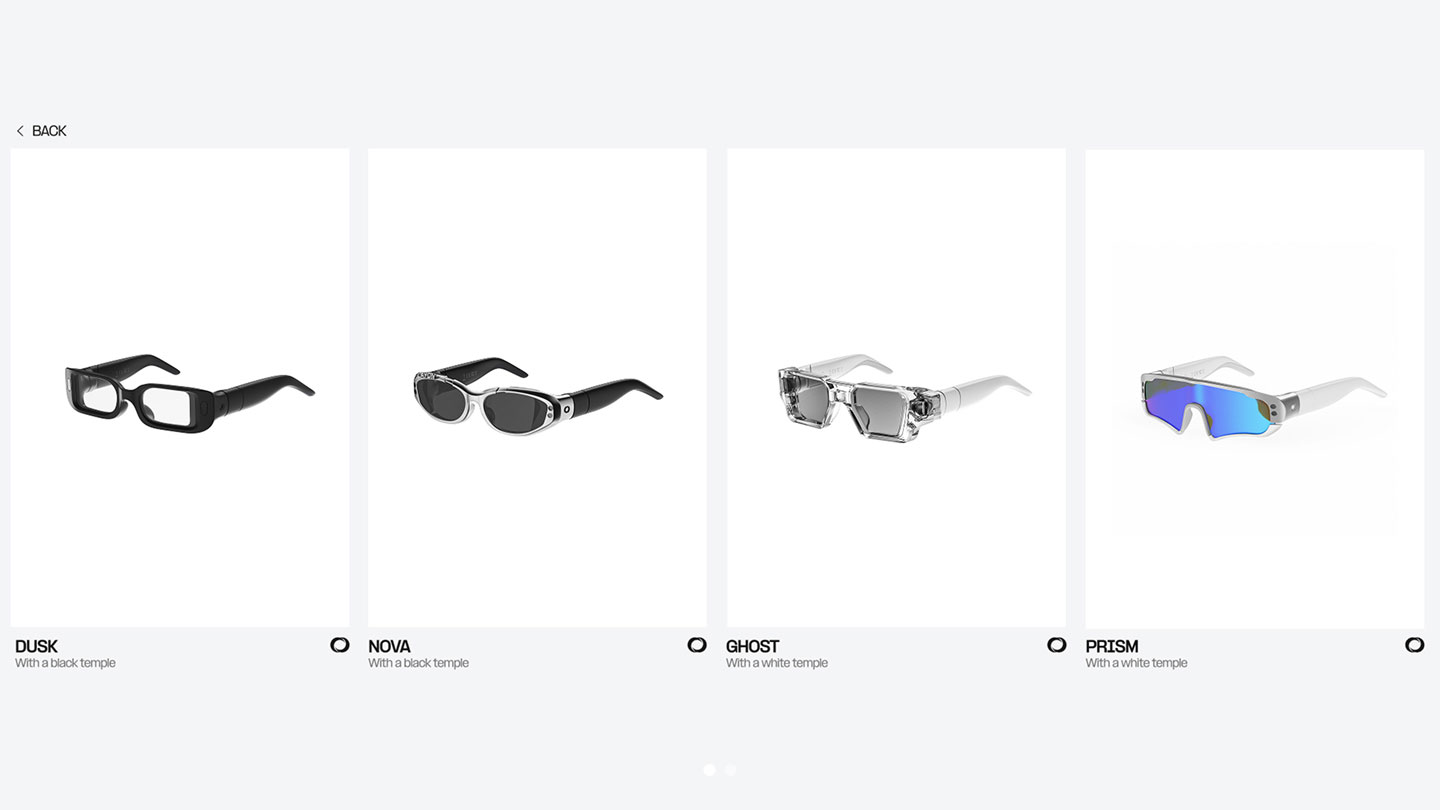 BACK
DUSK
With a black temple
NOVA
With a black temple
GHOST
With a white temple
PRISM
With a white temple